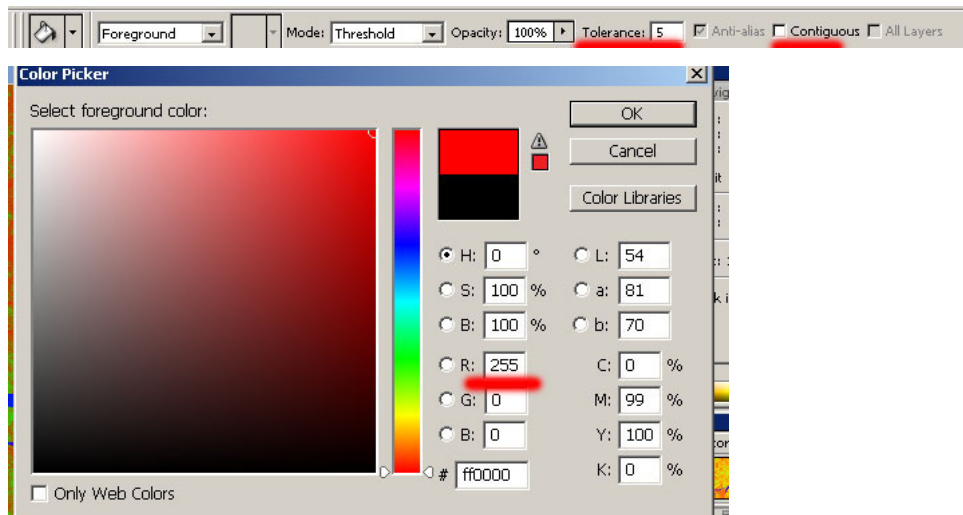 Foreground Mode: Threshold Opacity: 100% Tolerance: 5 Anti-alias Contiguous All Layers
Color Picker
Select foreground color:
OK
Cancel
Color Libraries
H: 0 ° L: 54
S: 100 % a: 81
B: 100 % b: 70
R: 255 C: 0 %
G: 0 M: 99 %
B: 0 Y: 100 %
# ff0000 K: 0 %
Only Web Colors